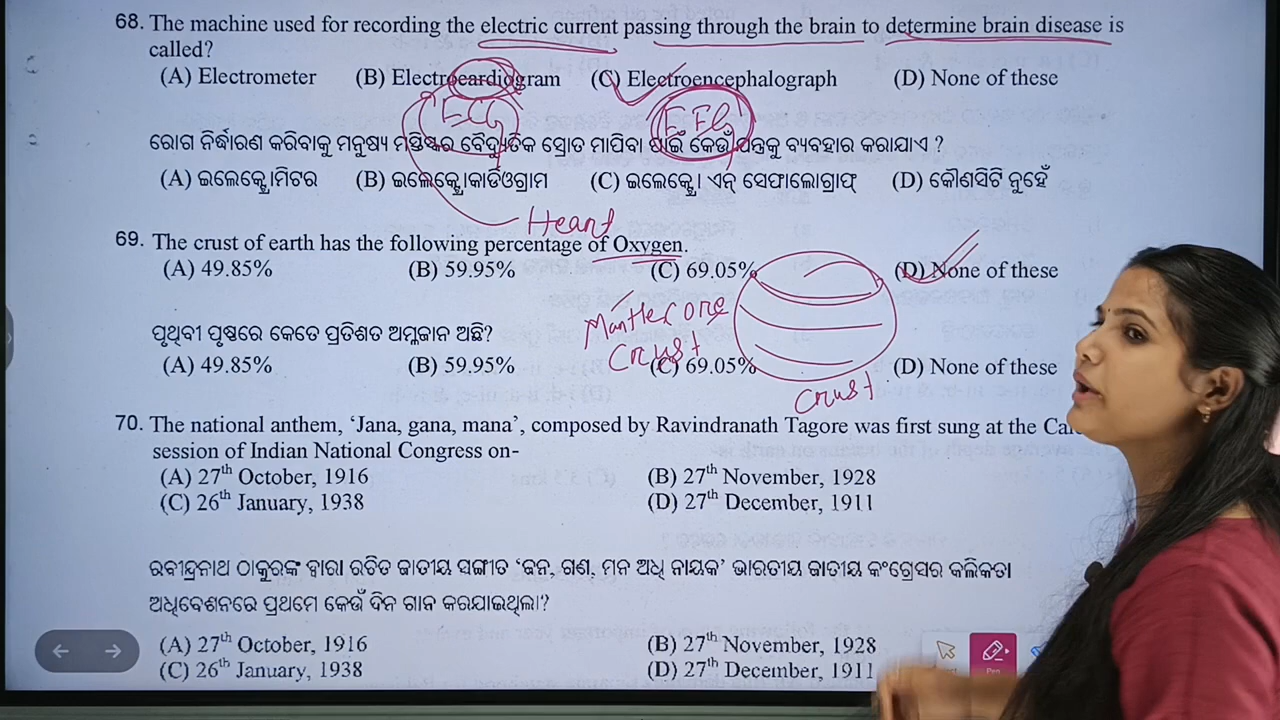 68. The machine used for recording the electric current passing through the brain to determine brain disease is
called?
(A) Electrometer (B) Electrocardiogram (C) Electroencephalograph (D) None of these
ECG EEG
ରୋଗ ନିର୍ଦ୍ଧାରଣ କରିବାକୁ ମନୁଷ୍ୟ ମସ୍ତିଷ୍କର ବୈଦ୍ୟୁତିକ ସ୍ରୋତ ମାପିବା ପାଇଁ କେଉଁ ଯନ୍ତ୍ରକୁ ବ୍ୟବହାର କରାଯାଏ ?
(A) ଇଲେକ୍ଟ୍ରୋମିଟର (B) ଇଲେକ୍ଟ୍ରୋକାର୍ଡିଓଗ୍ରାମ (C) ଇଲେକ୍ଟ୍ରୋ ଏନ୍ ସେଫାଲୋଗ୍ରାଫ୍ (D) କୌଣସିଟି ନୁହେଁ
Heart
69. The crust of earth has the following percentage of Oxygen.
(A) 49.85% (B) 59.95% (C) 69.05% (D) None of these
Mantle core
ପୃଥିବୀ ପୃଷ୍ଠରେ କେତେ ପ୍ରତିଶତ ଅମ୍ଳଜାନ ଅଛି?
Crust
(A) 49.85% (B) 59.95% (C) 69.05% (D) None of these
Crust
70. The national anthem, ‘Jana, gana, mana’, composed by Ravindranath Tagore was first sung at the
session of Indian National Congress on-
(A) 27th October, 1916 (B) 27th November, 1928
(C) 26th January, 1938 (D) 27th December, 1911
ରବୀନ୍ଦ୍ରନାଥ ଠାକୁରଙ୍କ ଦ୍ୱାରା ରଚିତ ଜାତୀୟ ସଙ୍ଗୀତ ‘ଜନ, ଗଣ, ମନ ଅଧି ନାୟକ’ ଭାରତୀୟ ଜାତୀୟ କଂଗ୍ରେସର କଲିକତା
ଅଧିବେଶନରେ ପ୍ରଥମେ କେଉଁ ଦିନ ଗାନ କରଯାଇଥିଲା?
(A) 27th October, 1916 (B) 27th November, 1928
(C) 26th January, 1938 (D) 27th December, 1911
Pen